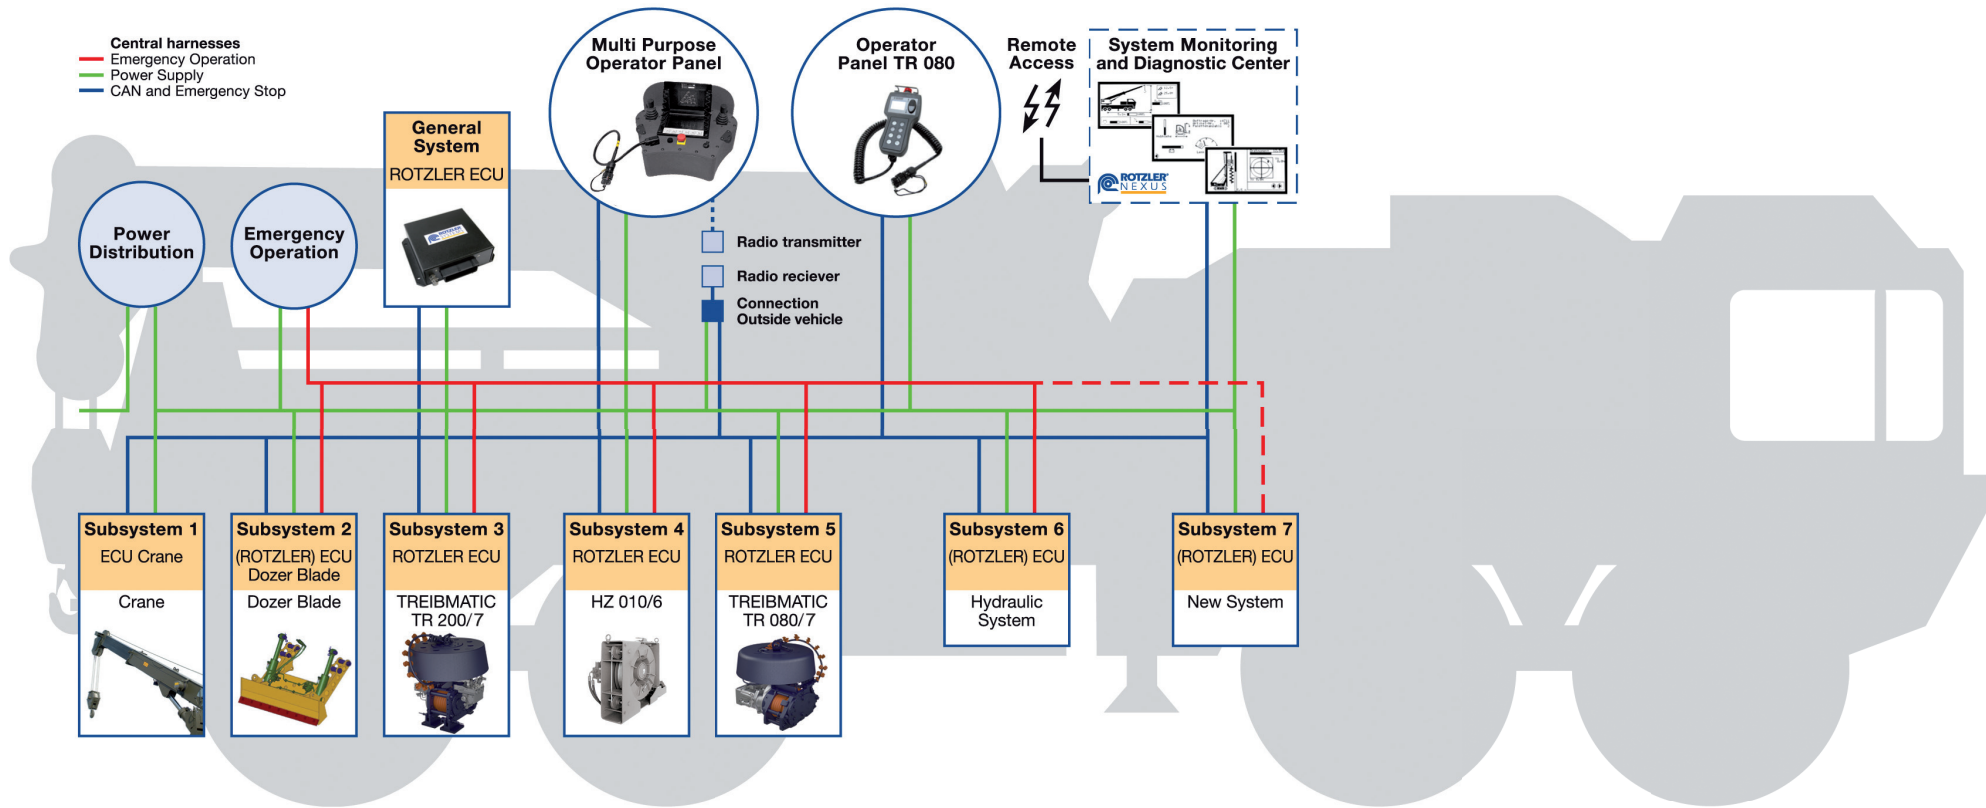 Central harnesses
Emergency Operation
Power Supply
CAN and Emergency Stop
Power
Distribution
Emergency
Operation
General
System
ROTZLER ECU
ROTZLER
Multi Purpose
Operator Panel
Radio transmitter
Radio reciever
Connection
Outside vehicle
Operator
Panel TR 080
Remote
Access
System Monitoring
and Diagnostic Center
ROTZLER
NEXUS
Subsystem 1
ECU Crane
Crane
Subsystem 2
(ROTZLER) ECU
Dozer Blade
Dozer Blade
Subsystem 3
ROTZLER ECU
TREIBMATIC
TR 200/7
Subsystem 4
ROTZLER ECU
HZ 010/6
Subsystem 5
ROTZLER ECU
TREIBMATIC
TR 080/7
Subsystem 6
(ROTZLER) ECU
Hydraulic
System
Subsystem 7
(ROTZLER) ECU
New System